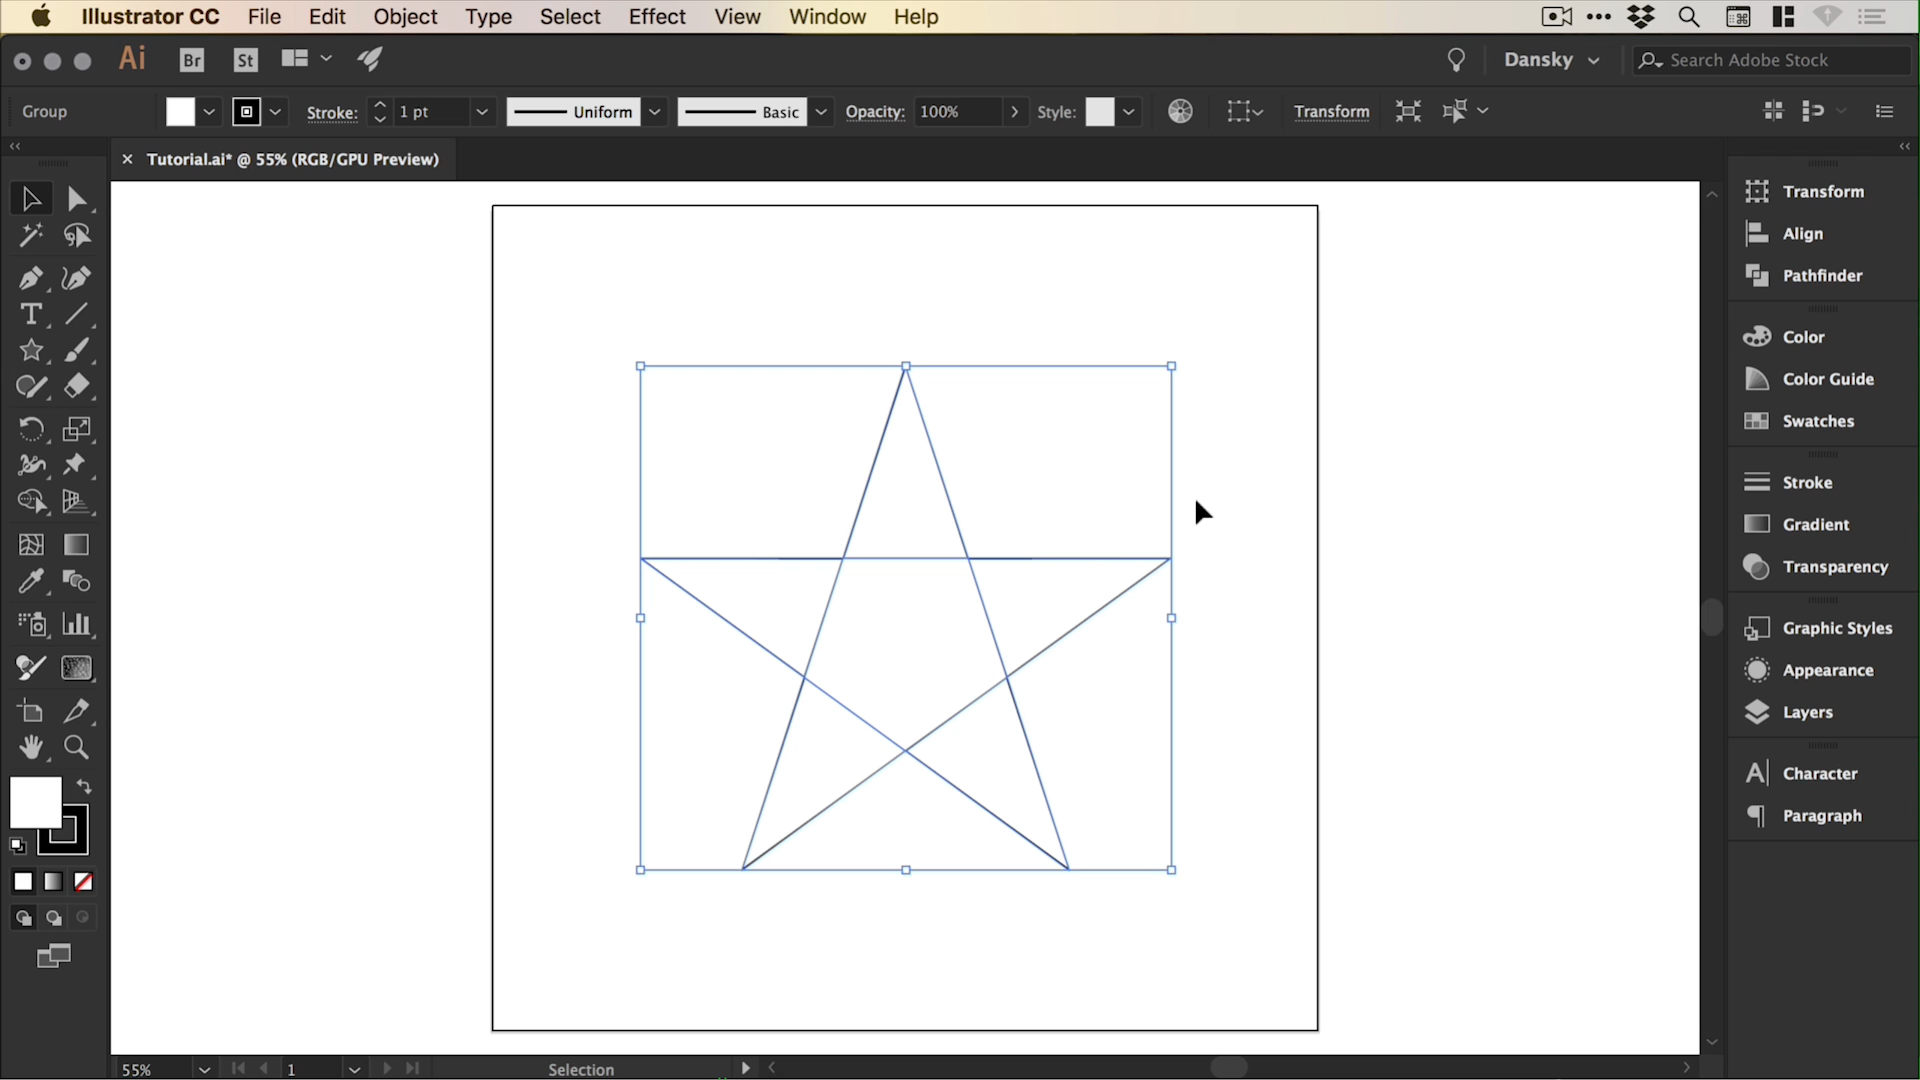 Illustrator CC File Edit Object Type Select Effect View Window Help
Ai Br St Dansky Search Adobe Stock
Group Stroke: 1 pt Uniform Basic Opacity: 100% Style: Transform
× Tutorial.ai* @ 55% (RGB/GPU Preview)
Transform
Align
Pathfinder
Color
Color Guide
Swatches
Stroke
Gradient
Transparency
Graphic Styles
Appearance
Layers
Character
Paragraph
55% 1 Selection